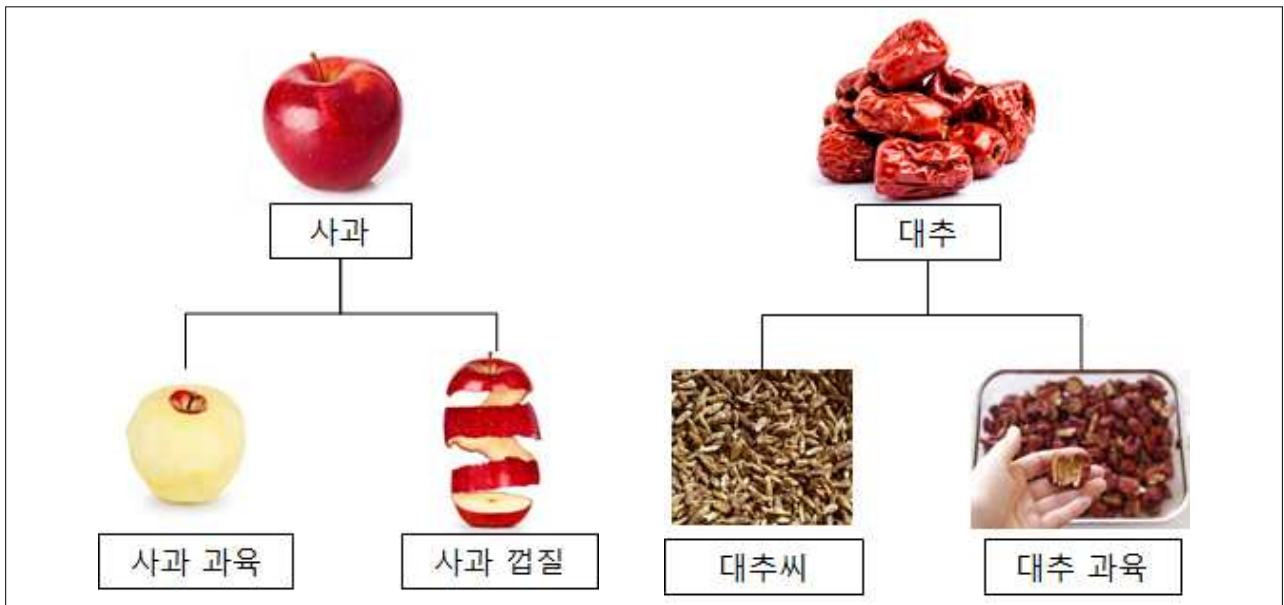 사과
대추
사과 과육
사과 껍질
대추씨
대추 과육